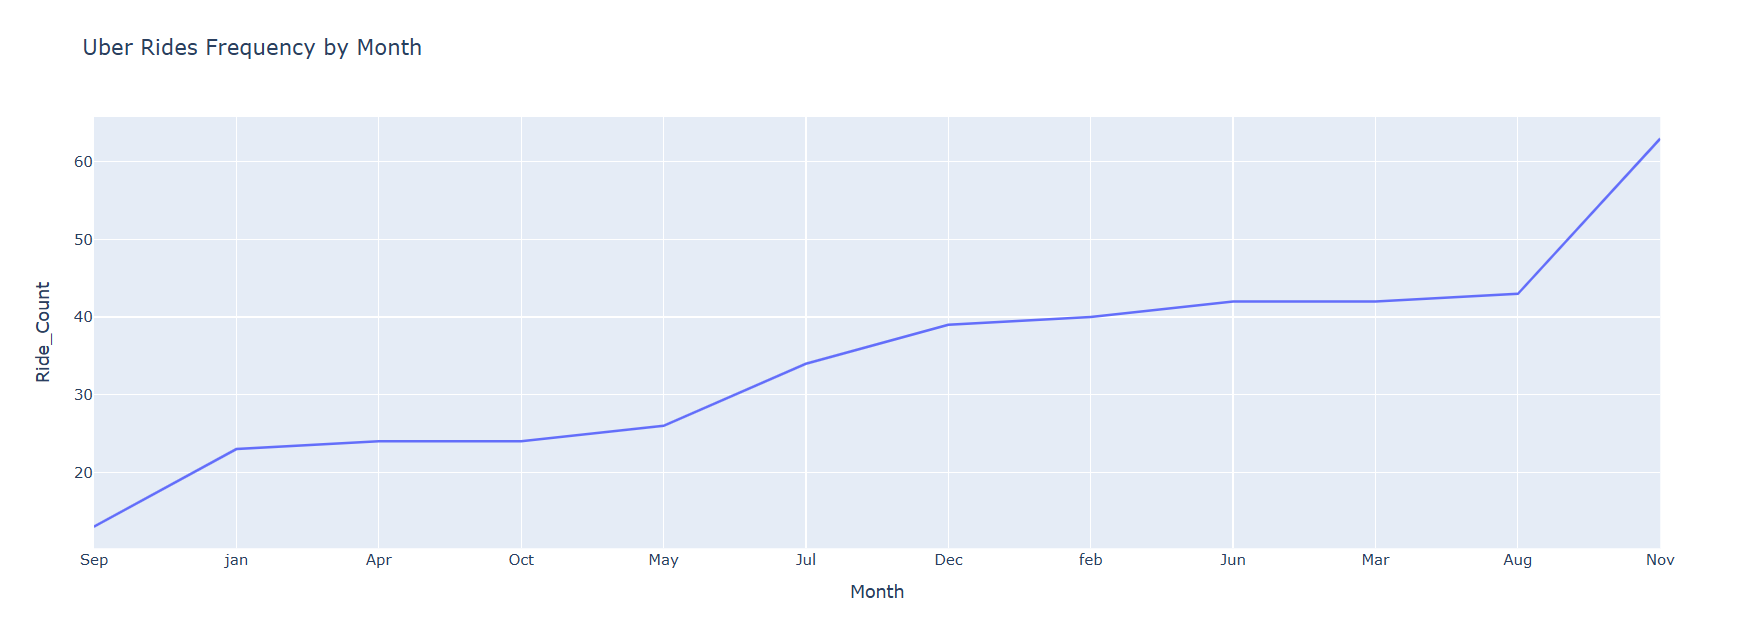 Uber Rides Frequency by Month
60
50
40
30
20
Ride_Count
Sep jan Apr Oct May Jul Dec feb Jun Mar Aug Nov
Month